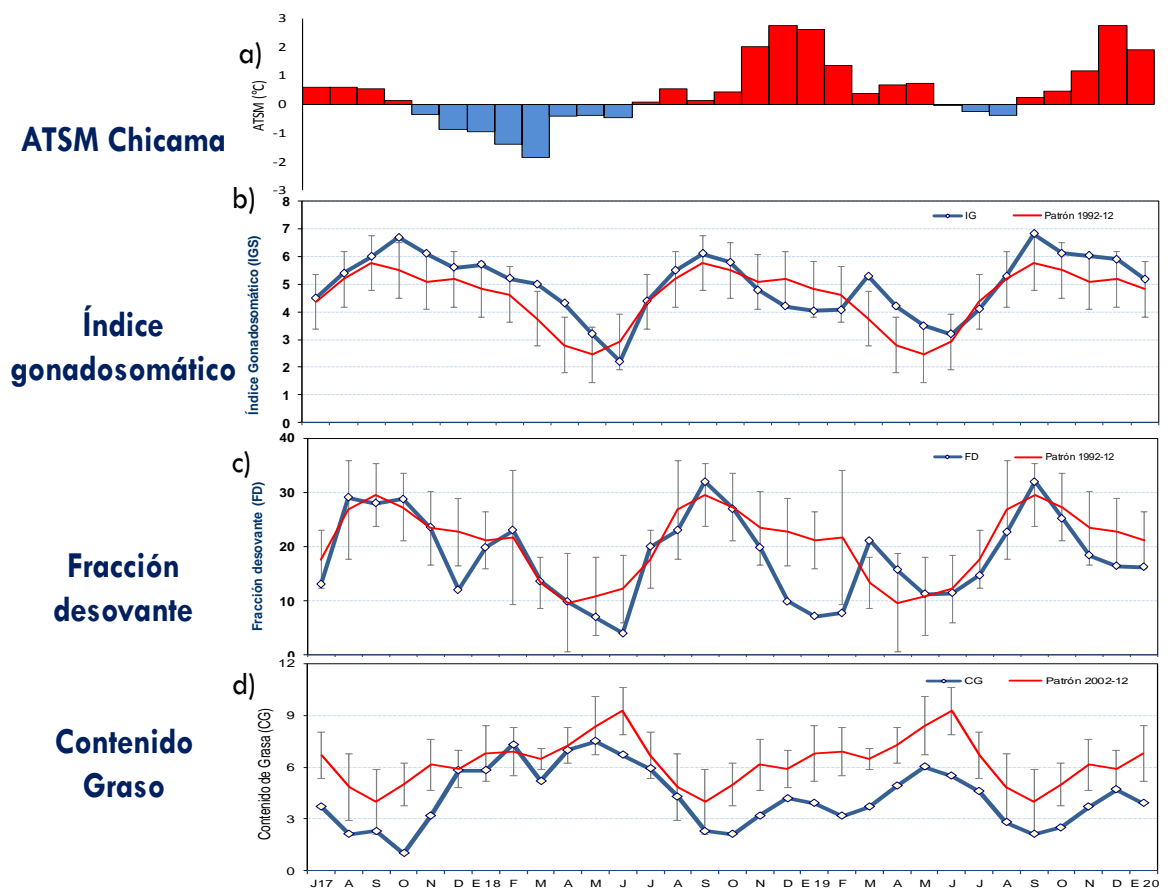 a)
ATSM Chicama
ATSM (°C)
3
2
1
0
-1
-2
-3
b)
Índice
gonadosomático
Índice Gonadosomático (IGS)
8
7
6
5
4
3
2
1
0
IG
Patrón 1992-12
c)
Fracción
desovante
Fracción desovante (FD)
40
30
20
10
0
FD
Patrón 1992-12
d)
Contenido
Graso
Contenido de Grasa (CG)
12
9
6
3
0
CG
Patrón 2002-12
J17 A S O N D E 18 F M A M J J A S O N D E 19 F M A M J J A S O N D E 20